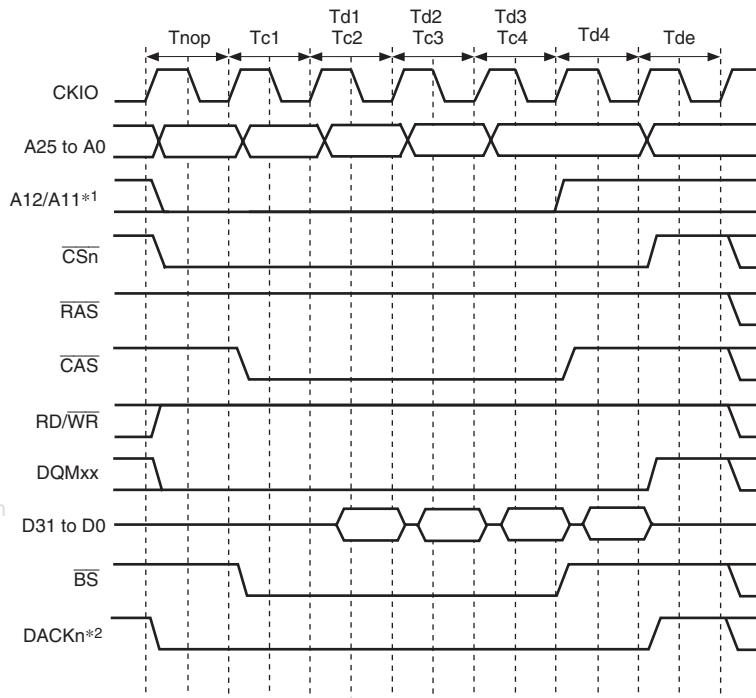 Td1 Td2 Td3
Tnop Tc1 Tc2 Tc3 Tc4 Td4 Tde
CKIO
A25 to A0
A12/A11*1
CSn
RAS
CAS
RD/WR
DQMxx
D31 to D0
BS
DACKn*2